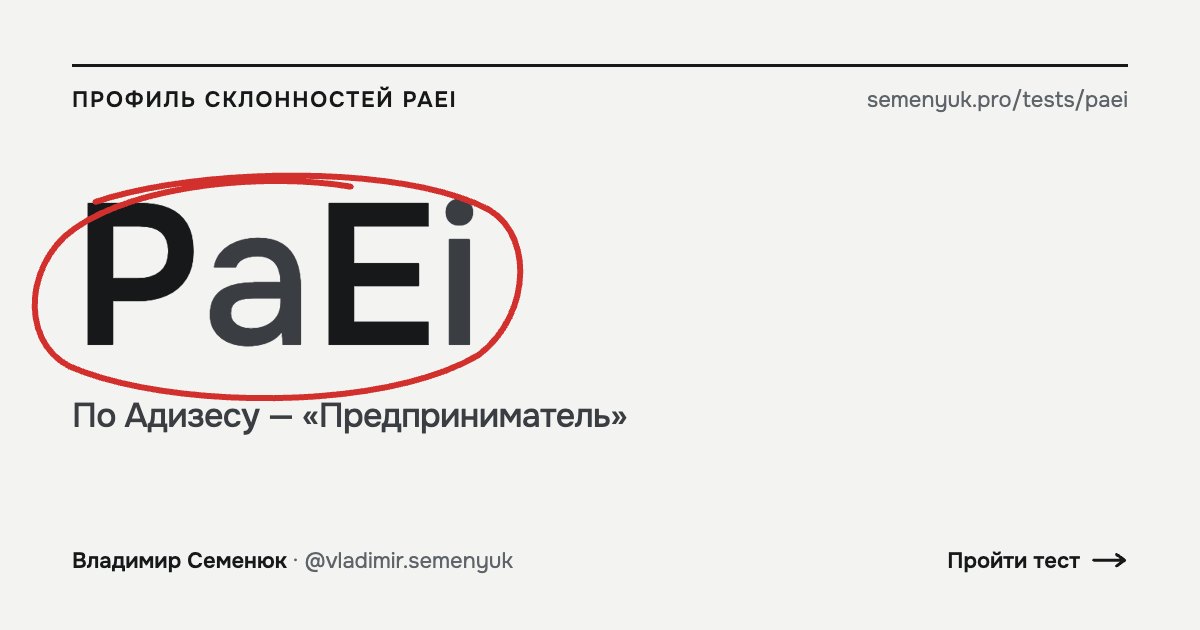 ПРОФИЛЬ СКЛОННОСТЕЙ PAEI
semenyuk.pro/tests/paei
PaEi
По Адизесу — «Предприниматель»
Владимир Семенюк · @vladimir.semenyuk
Пройти тест →